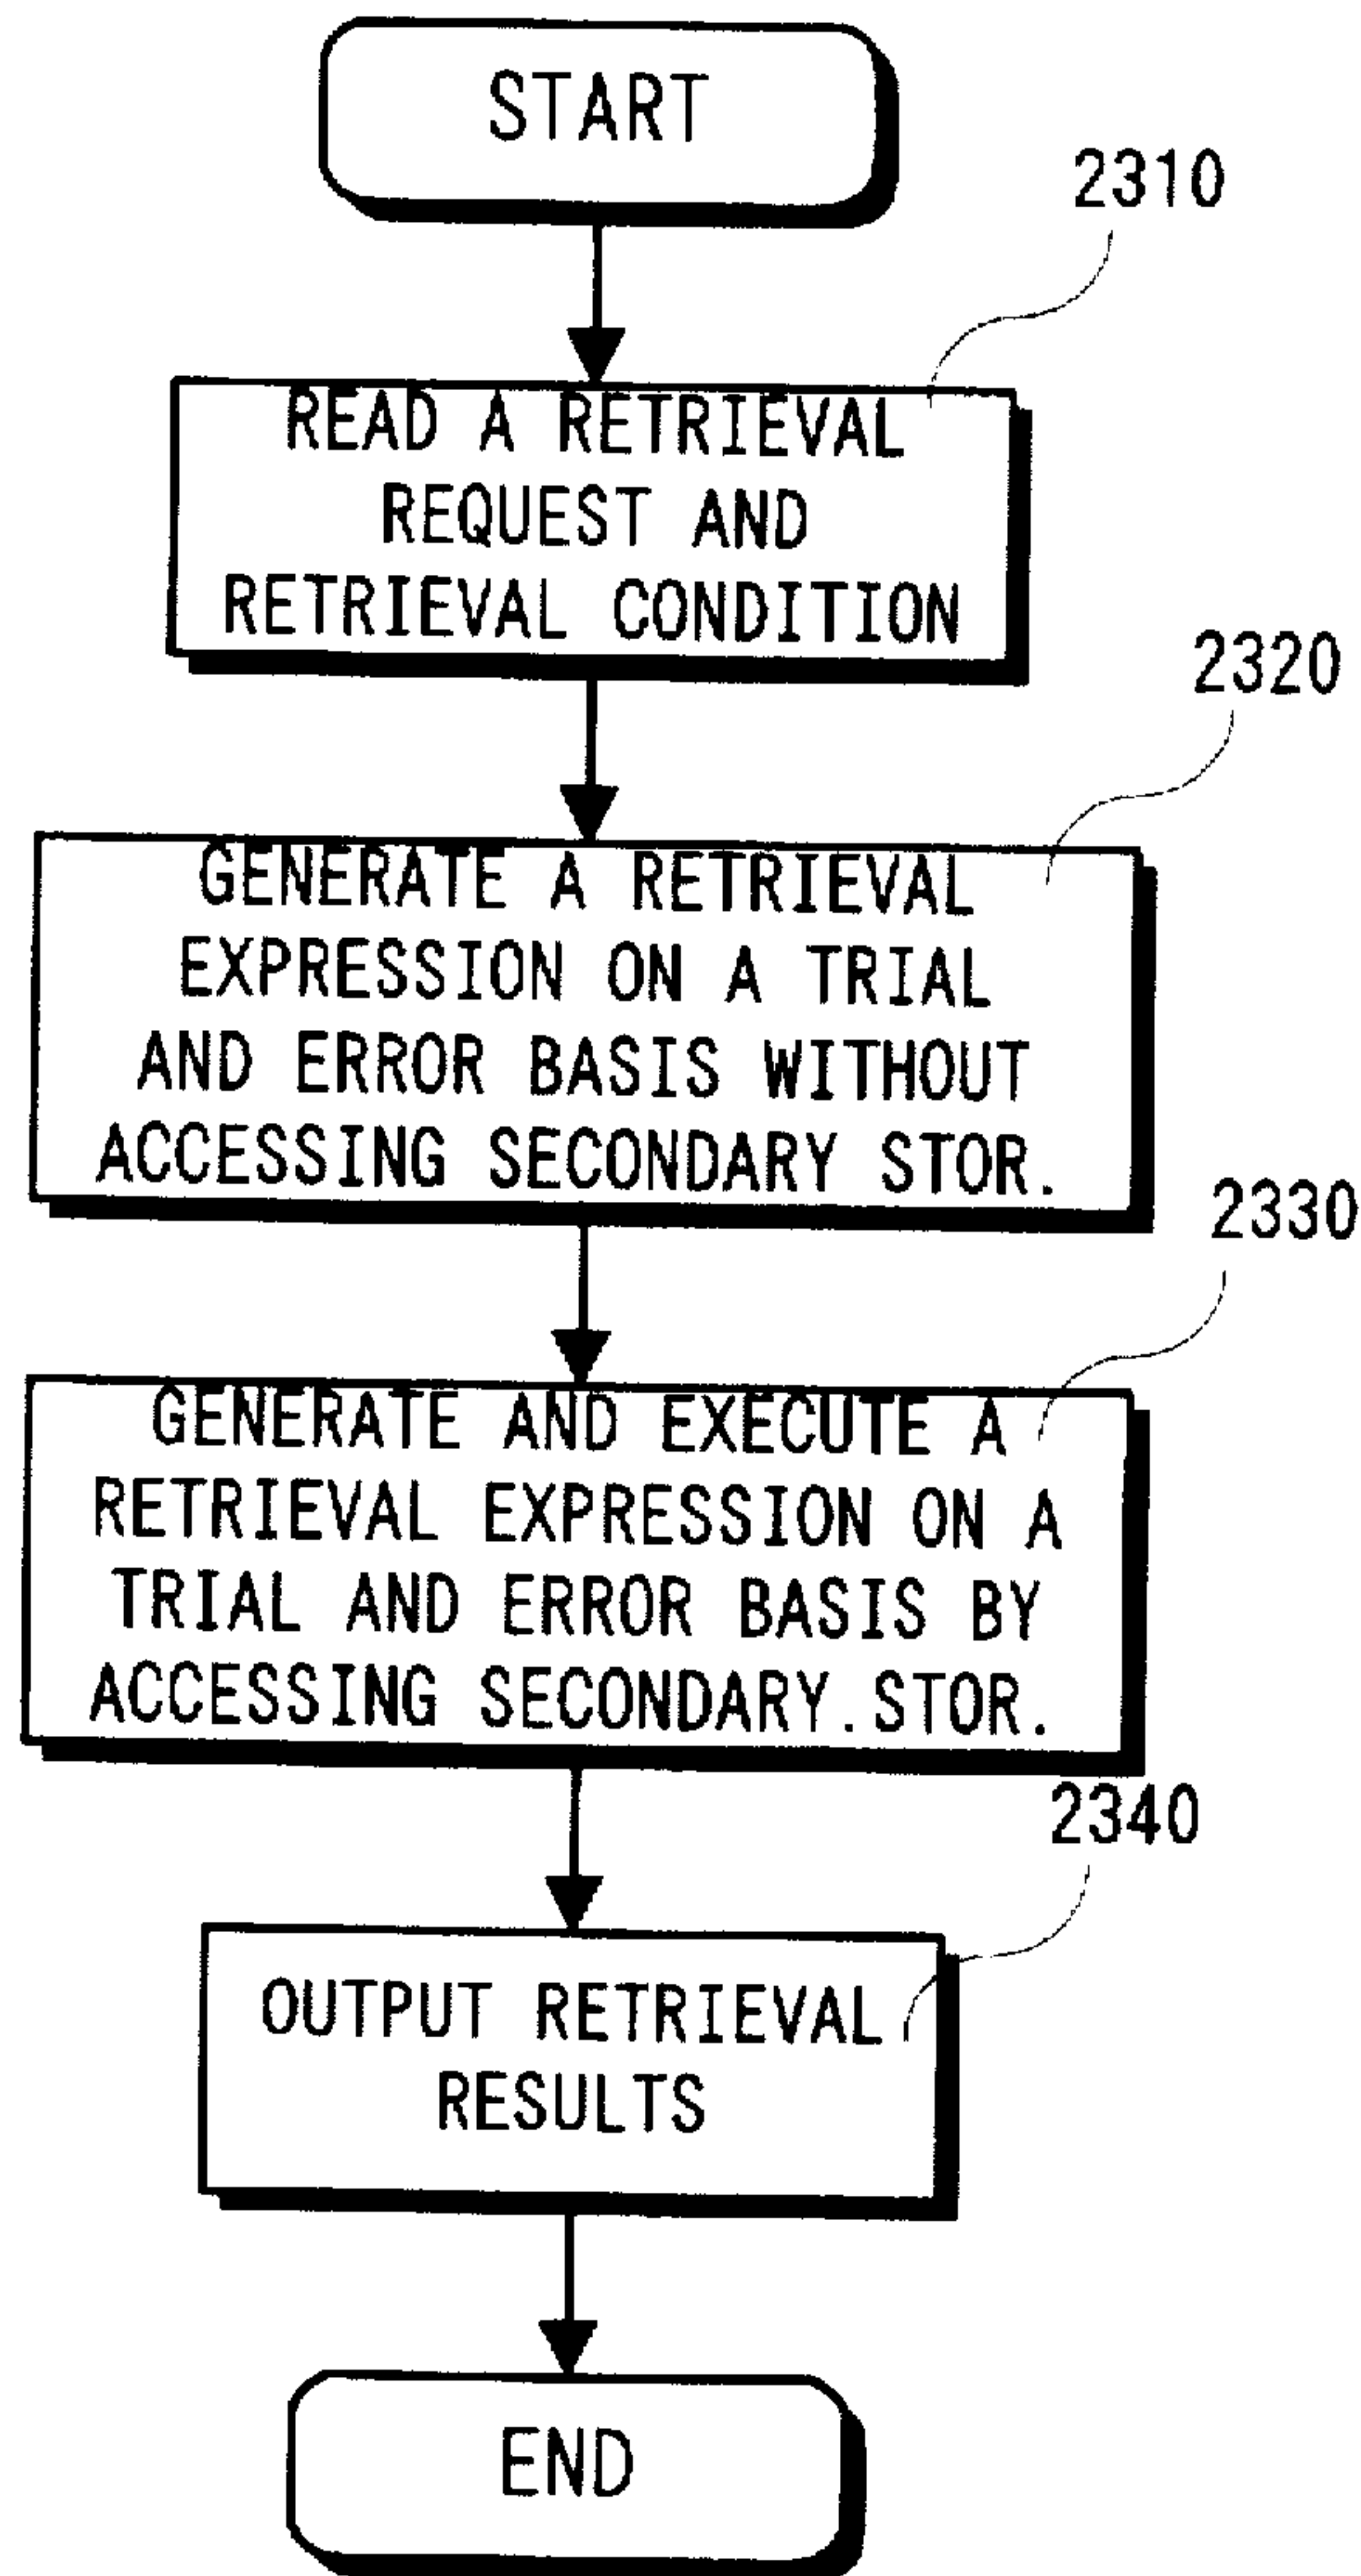 START
2310
READ A RETRIEVAL
REQUEST AND
RETRIEVAL CONDITION
2320
GENERATE A RETRIEVAL
EXPRESSION ON A TRIAL
AND ERROR BASIS WITHOUT
ACCESSING SECONDARY STOR.
2330
GENERATE AND EXECUTE A
RETRIEVAL EXPRESSION ON A
TRIAL AND ERROR BASIS BY
ACCESSING SECONDARY.STOR.
2340
OUTPUT RETRIEVAL
RESULTS
END